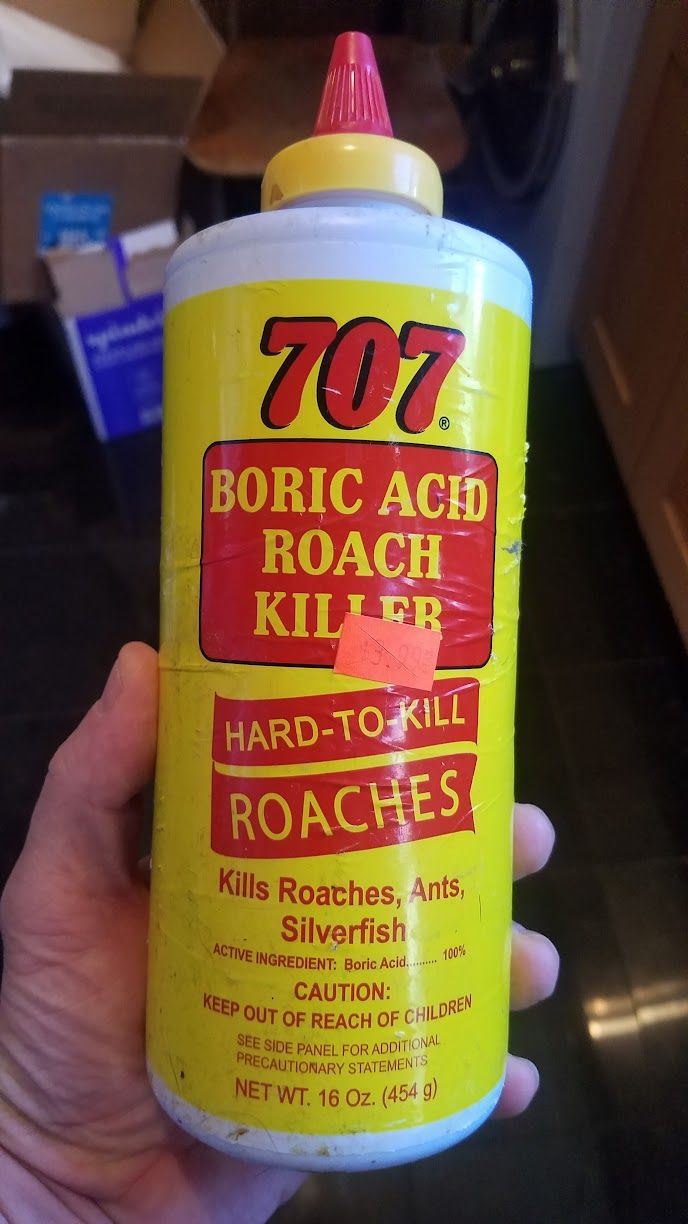 707®
BORIC ACID
ROACH
KILLER
HARD-TO-KILL
ROACHES
Kills Roaches, Ants,
Silverfish
ACTIVE INGREDIENT: Boric Acid.......... 100%
CAUTION:
KEEP OUT OF REACH OF CHILDREN
SEE SIDE PANEL FOR ADDITIONAL
PRECAUTIONARY STATEMENTS
NET WT. 16 Oz. (454 g)